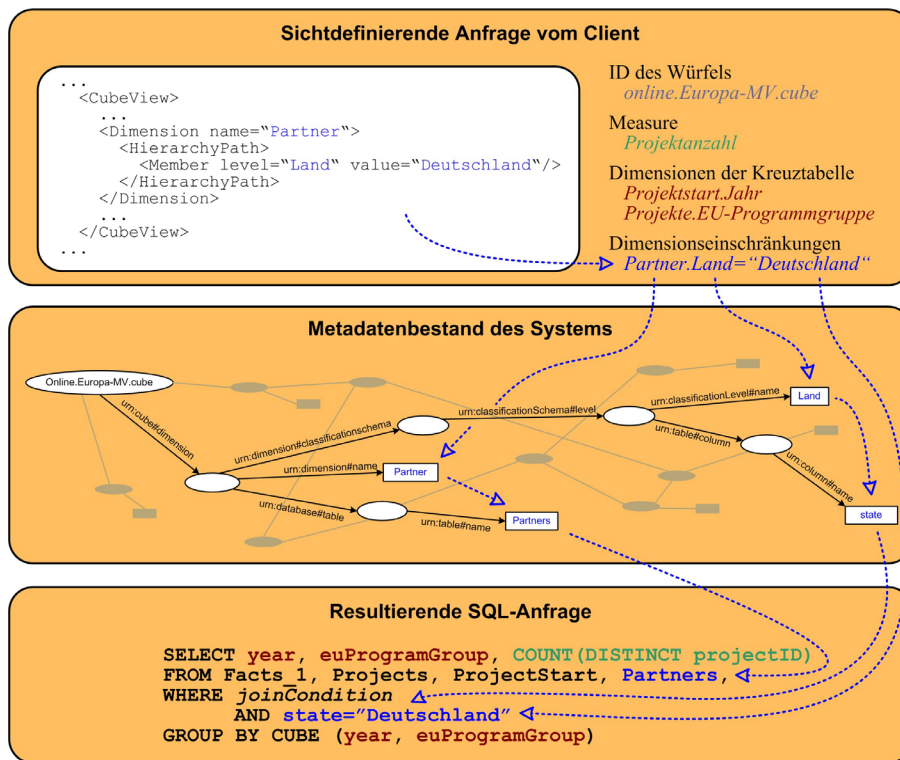 Sichtdefinierende Anfrage vom Client
...
<CubeView>
...
<Dimension name=“Partner“>
<HierarchyPath>
<Member level=“Land“ value=“Deutschland“/>
</HierarchyPath>
</Dimension>
...
</CubeView>
...
ID des Würfels
online.Europa-MV.cube
Measure
Projektanzahl
Dimensionen der Kreuztabelle
Projektstart.Jahr
Projekte.EU-Programmgruppe
Dimensionseinschränkungen
Partner.Land=“Deutschland“
Metadatenbestand des Systems
Online.Europa-MV.cube
urn:cube#dimension
urn:dimension#classificationschema
urn:classificationSchema#level
urn:classificationLevel#name
Land
urn:table#column
urn:dimension#name
Partner
urn:column#name
urn:database#table
urn:table#name
Partners
state
Resultierende SQL-Anfrage
SELECT year, euProgramGroup, COUNT(DISTINCT projectID)
FROM Facts_1, Projects, ProjectStart, Partners,
WHERE joinCondition
AND state=”Deutschland”
GROUP BY CUBE (year, euProgramGroup)